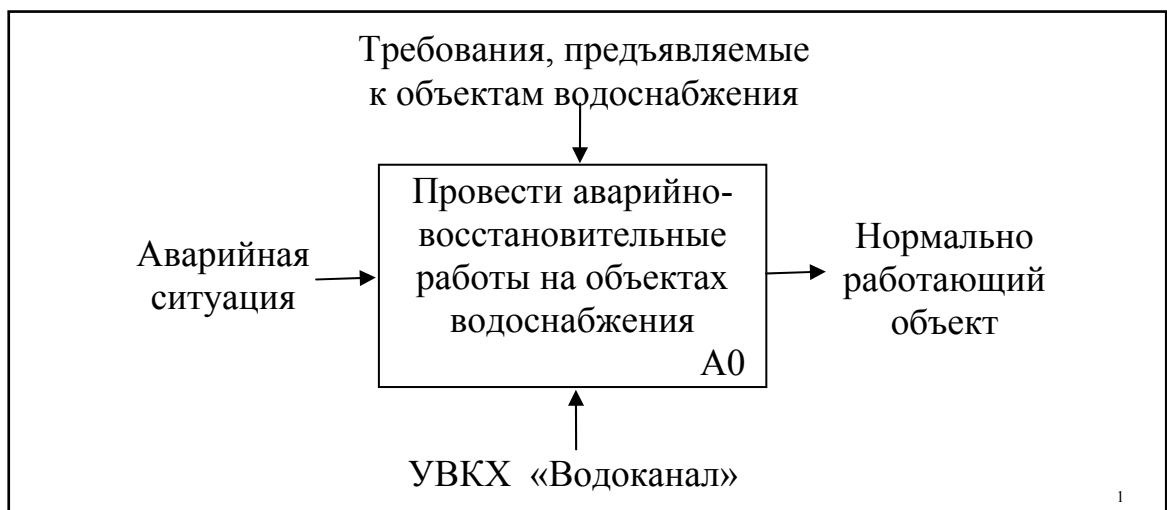 Требования, предъявляемые
к объектам водоснабжения
Провести аварийно-
восстановительные
работы на объектах
водоснабжения
А0
Аварийная
ситуация
Нормально
работающий
объект
УВКХ «Водоканал»
1